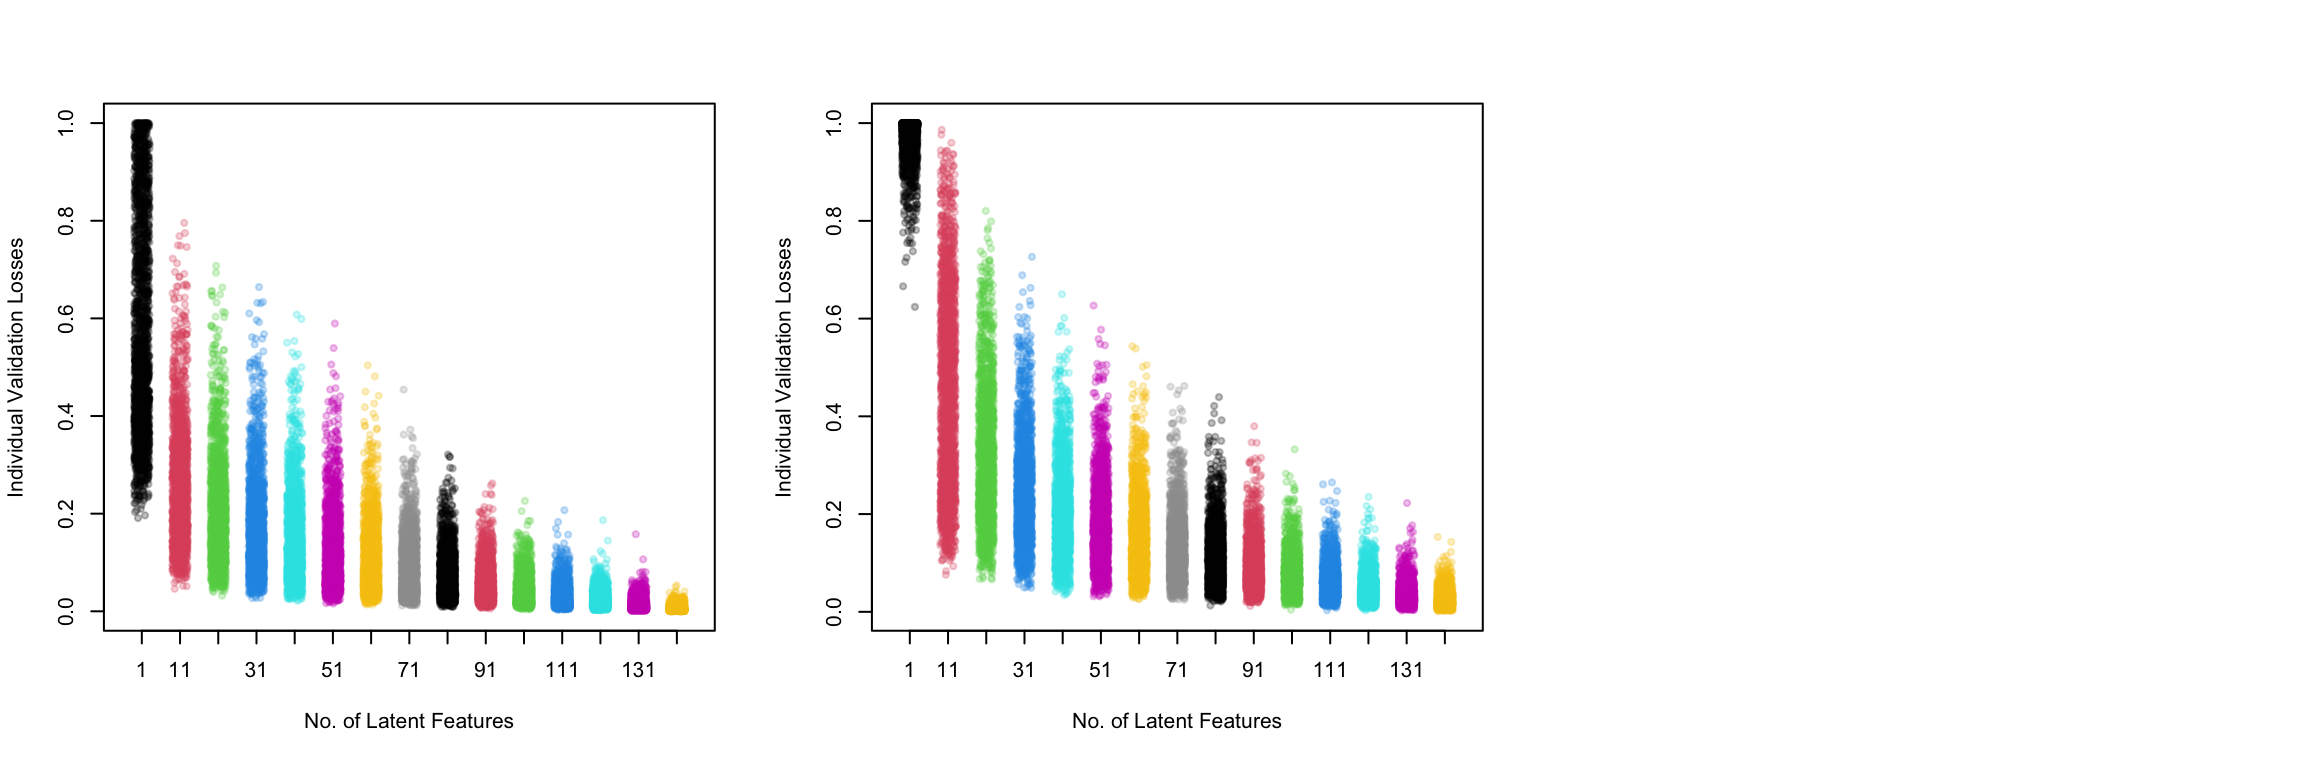 Individual Validation Losses
1.0
0.8
0.6
0.4
0.2
0.0
1 11 31 51 71 91 111 131
No. of Latent Features
Individual Validation Losses
1.0
0.8
0.6
0.4
0.2
0.0
1 11 31 51 71 91 111 131
No. of Latent Features